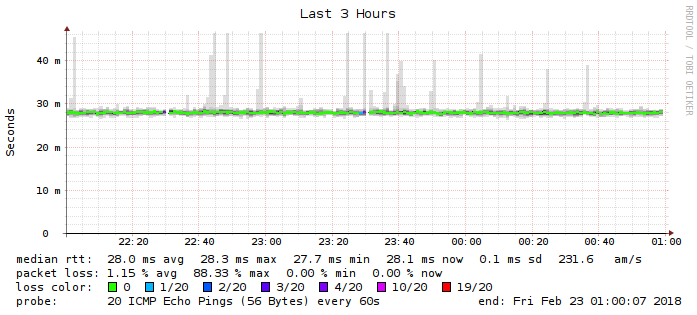 Last 3 Hours
RRDTOOL / TOBI OETIKER
Seconds
40 m
30 m
20 m
10 m
0
22:20 22:40 23:00 23:20 23:40 00:00 00:20 00:40 01:00
median rtt: 28.0 ms avg 28.3 ms max 27.7 ms min 28.1 ms now 0.1 ms sd 231.6 am/s
packet loss: 1.15 % avg 88.33 % max 0.00 % min 0.00 % now
loss color: 0 1/20 2/20 3/20 4/20 10/20 19/20
probe: 20 ICMP Echo Pings (56 Bytes) every 60s end: Fri Feb 23 01:00:07 2018